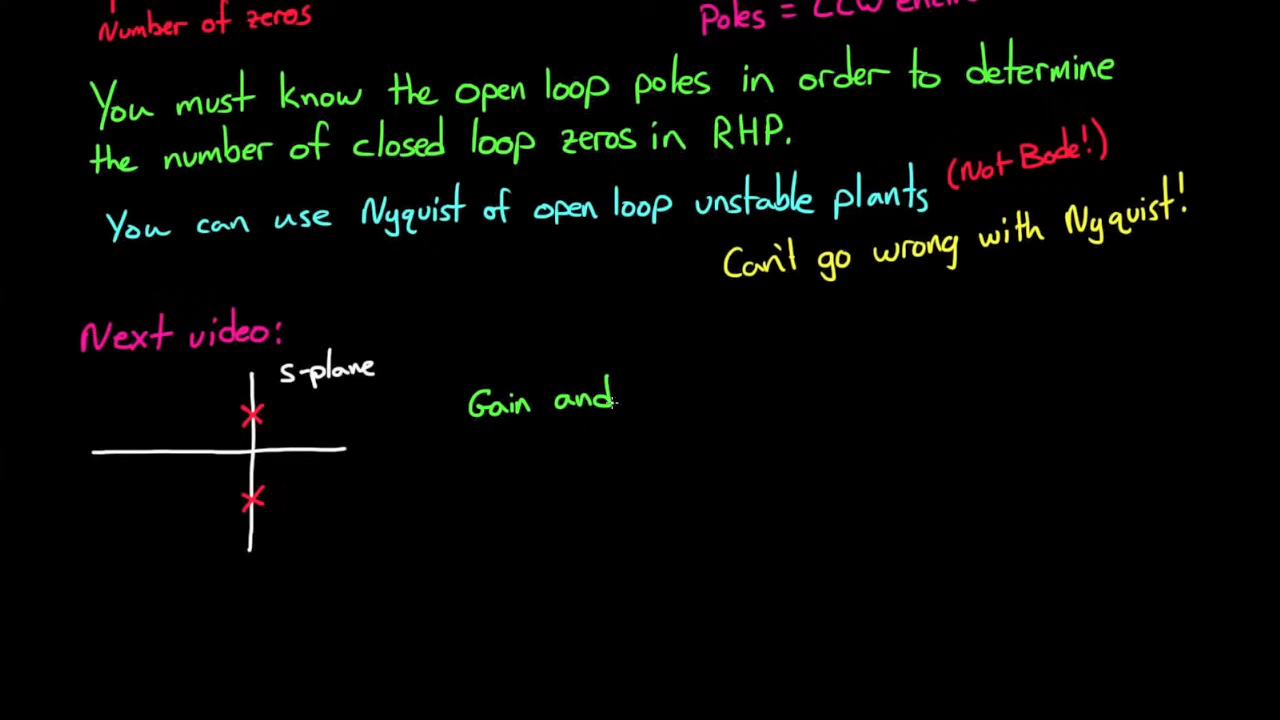 Number of zeros
Poles = CCW
You must know the open loop poles in order to determine
the number of closed loop zeros in RHP.
You can use Nyquist of open loop unstable plants (Not Bode!)
Can't go wrong with Nyquist!
Next video:
s-plane
Gain and